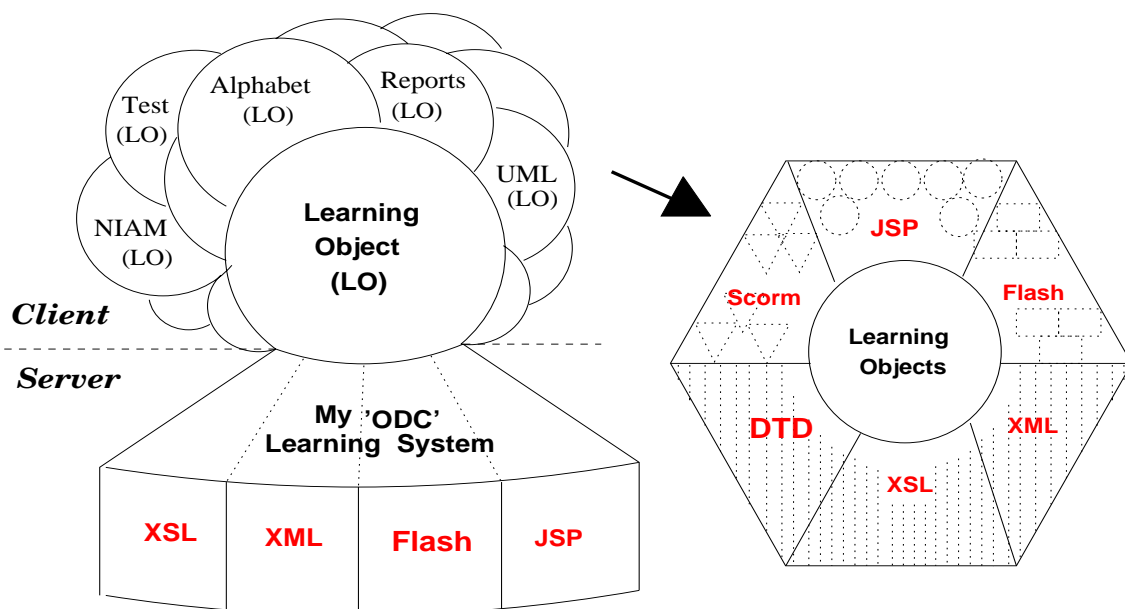 Alphabet
(LO)
Reports
(LO)
Test
(LO)
UML
(LO)
NIAM
(LO)
Learning
Object
(LO)
Client
Server
My 'ODC'
Learning System
XSL
XML
Flash
JSP
JSP
Scorm
Flash
Learning
Objects
DTD
XML
XSL